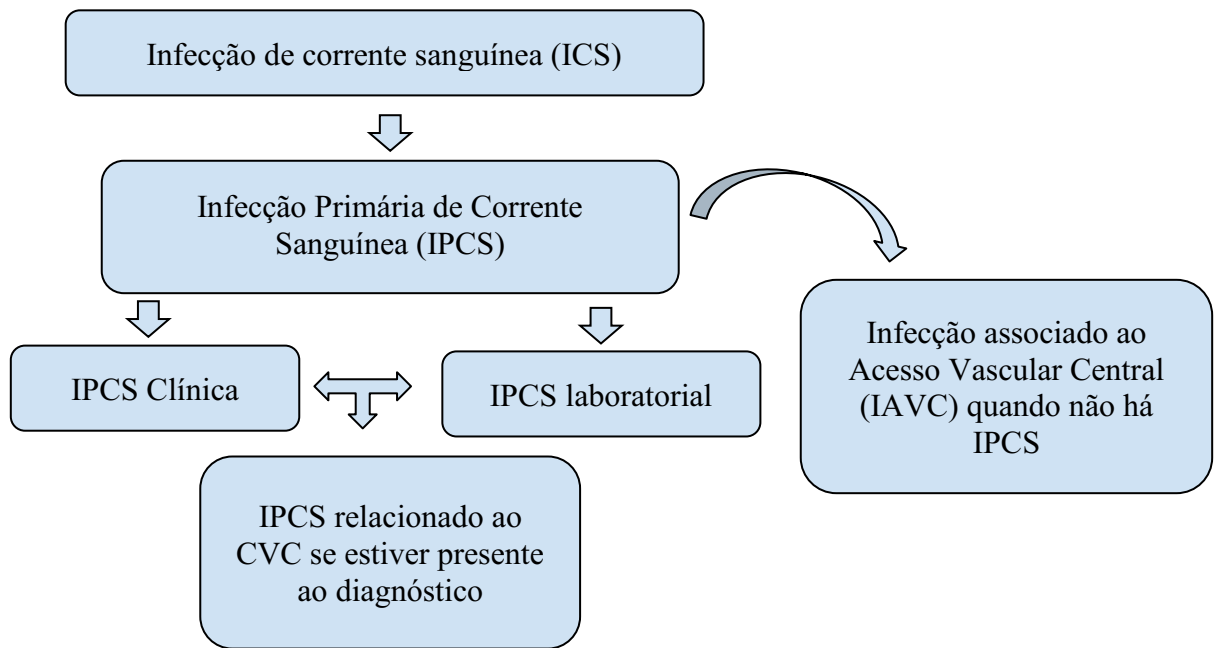 Infecção de corrente sanguínea (ICS)
Infecção Primária de Corrente
Sanguínea (IPCS)
Infecção associado ao
Acesso Vascular Central
(IAVC) quando não há
IPCS
IPCS Clínica
IPCS laboratorial
IPCS relacionado ao
CVC se estiver presente
ao diagnóstico